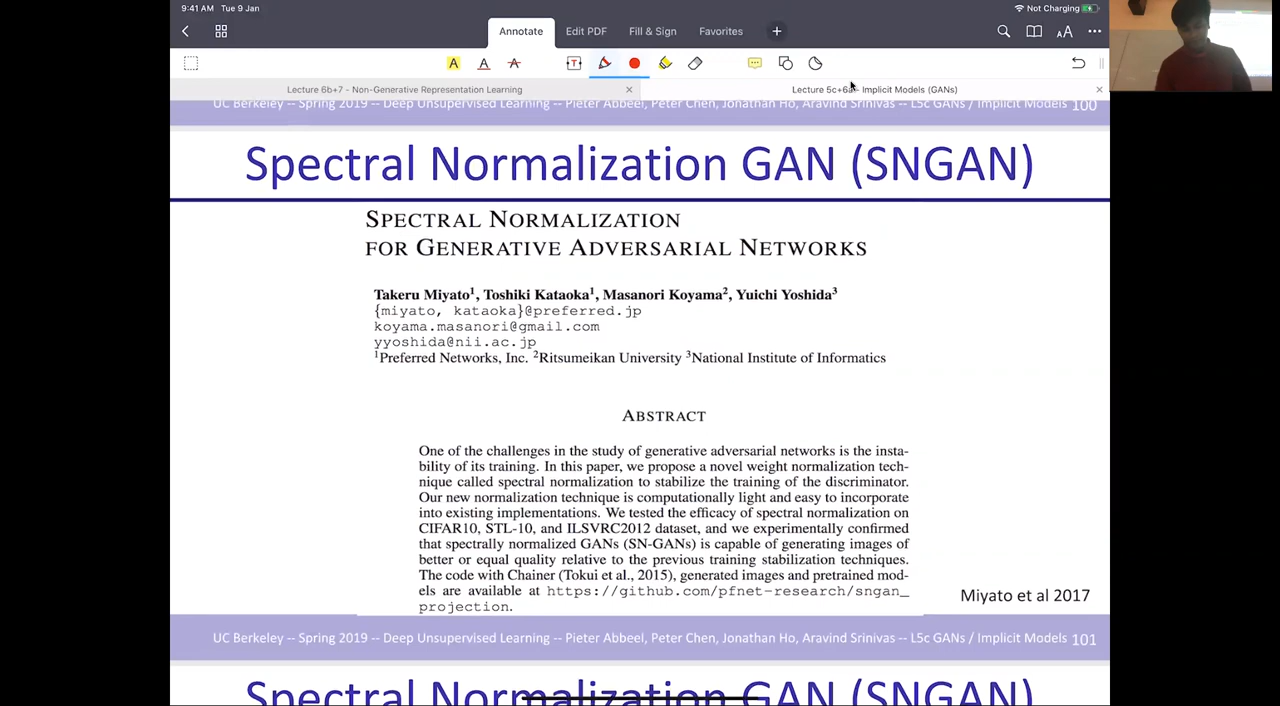 9:41 AM Tue 9 Jan
Not Charging
Annotate Edit PDF Fill & Sign Favorites +
Lecture 6b+7 - Non-Generative Representation Learning
Lecture 5c+6a - Implicit Models (GANs)
UC Berkeley -- Spring 2019 -- Deep Unsupervised Learning -- Pieter Abbeel, Peter Chen, Jonathan Ho, Aravind Srinivas -- L5c GANs / Implicit Models 100
Spectral Normalization GAN (SNGAN)
SPECTRAL NORMALIZATION
FOR GENERATIVE ADVERSARIAL NETWORKS
Takeru Miyato¹, Toshiki Kataoka¹, Masanori Koyama², Yuichi Yoshida³
{miyato, kataoka}@preferred.jp
koyama.masanori@gmail.com
yyoshida@nii.ac.jp
¹Preferred Networks, Inc. ²Ritsumeikan University ³National Institute of Informatics
ABSTRACT
One of the challenges in the study of generative adversarial networks is the insta-
bility of its training. In this paper, we propose a novel weight normalization tech-
nique called spectral normalization to stabilize the training of the discriminator.
Our new normalization technique is computationally light and easy to incorporate
into existing implementations. We tested the efficacy of spectral normalization on
CIFAR10, STL-10, and ILSVRC2012 dataset, and we experimentally confirmed
that spectrally normalized GANs (SN-GANs) is capable of generating images of
better or equal quality relative to the previous training stabilization techniques.
The code with Chainer (Tokui et al., 2015), generated images and pretrained mod-
els are available at https://github.com/pfnet-research/sngan_
projection.
Miyato et al 2017
UC Berkeley -- Spring 2019 -- Deep Unsupervised Learning -- Pieter Abbeel, Peter Chen, Jonathan Ho, Aravind Srinivas -- L5c GANs / Implicit Models 101
Spectral Normalization GAN (SNGAN)